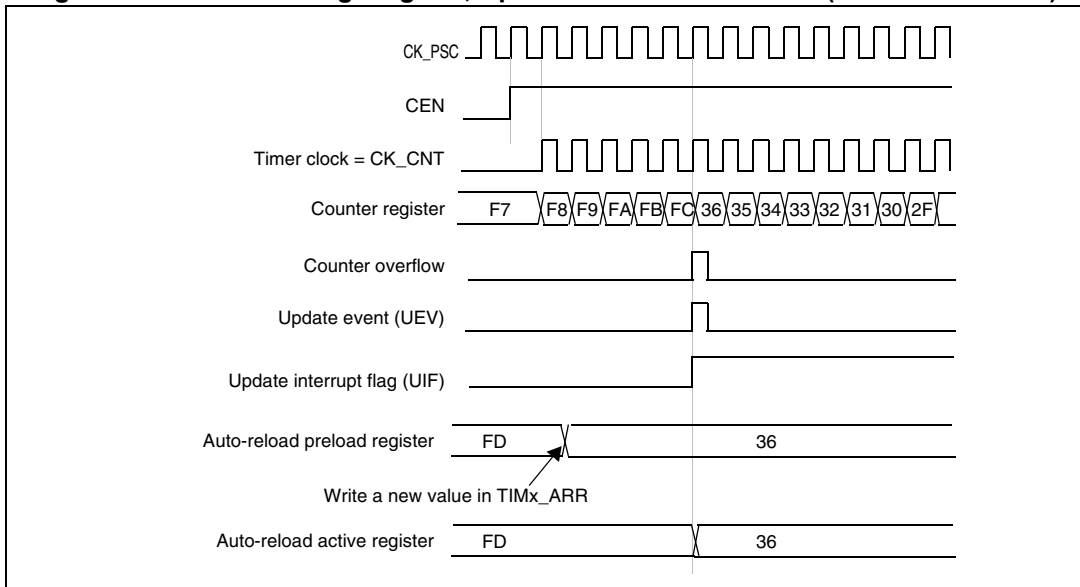 CK_PSC
CEN
Timer clock = CK_CNT
Counter register F7 F8 F9 FA FB FC 36 35 34 33 32 31 30 2F
Counter overflow
Update event (UEV)
Update interrupt flag (UIF)
Auto-reload preload register FD 36
Write a new value in TIMx_ARR
Auto-reload active register FD 36